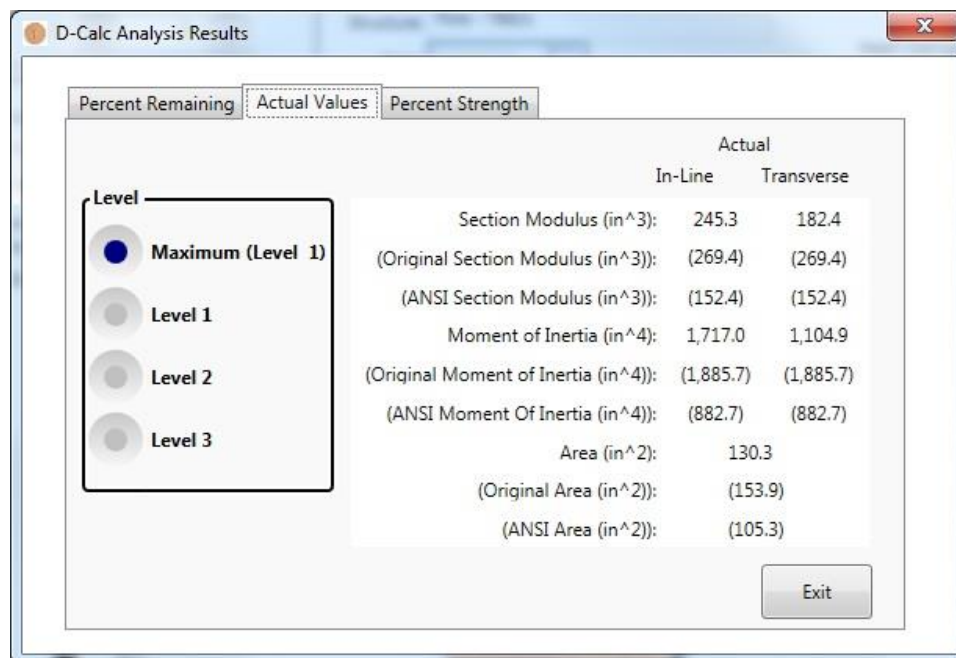 D-Calc Analysis Results
Percent Remaining Actual Values Percent Strength
Actual
In-Line Transverse
Level
Maximum (Level 1)
Level 1
Level 2
Level 3
Section Modulus (in^3): 245.3 182.4
(Original Section Modulus (in^3)): (269.4) (269.4)
(ANSI Section Modulus (in^3)): (152.4) (152.4)
Moment of Inertia (in^4): 1,717.0 1,104.9
(Original Moment of Inertia (in^4)): (1,885.7) (1,885.7)
(ANSI Moment Of Inertia (in^4)): (882.7) (882.7)
Area (in^2): 130.3
(Original Area (in^2)): (153.9)
(ANSI Area (in^2)): (105.3)
Exit